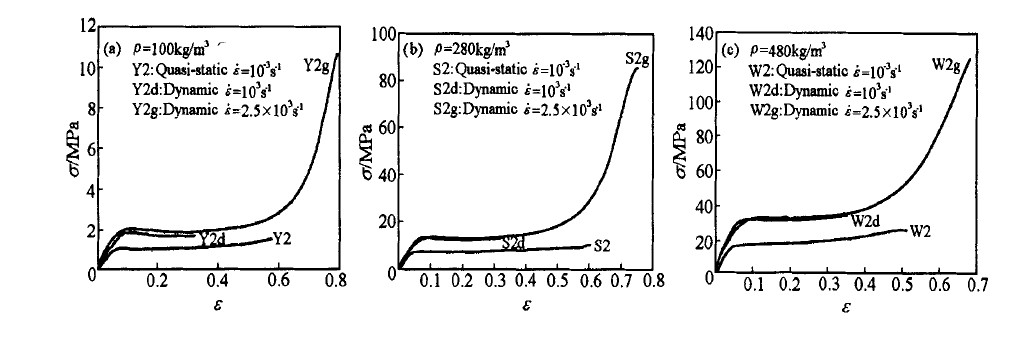 (a) ρ=100kg/m³
Y2:Quasi-static ε̇=10⁻³s⁻¹
Y2d:Dynamic ε̇=10³s⁻¹
Y2g:Dynamic ε̇=2.5×10³s⁻¹
Y2g
Y2d
Y2
12
10
8
6
4
2
0
σ/MPa
0.2
0.4
0.6
0.8
ε
(b) ρ=280kg/m³
S2:Quasi-static ε̇=10⁻³s⁻¹
S2d:Dynamic ε̇=10³s⁻¹
S2g:Dynamic ε̇=2.5×10³s⁻¹
S2g
S2d
S2
100
80
60
40
20
0
σ/MPa
0.1
0.2
0.3
0.4
0.5
0.6
0.7
0.8
ε
(c) ρ=480kg/m³
W2:Quasi-static ε̇=10⁻³s⁻¹
W2d:Dynamic ε̇=10³s⁻¹
W2g:Dynamic ε̇=2.5×10³s⁻¹
W2g
W2d
W2
140
120
100
80
60
40
20
0
σ/MPa
0.1
0.2
0.3
0.4
0.5
0.6
0.7
ε